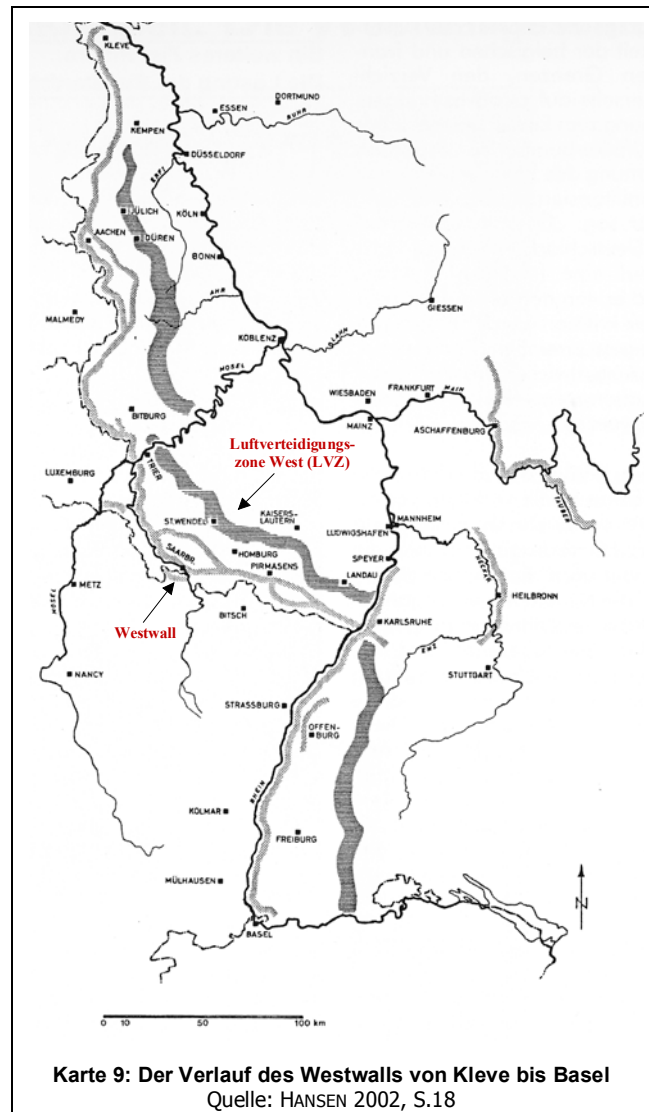 KLEVE
DORTMUND
ESSEN
RUHR
KEMPEN
DÜSSELDORF
ERFT
JÜLICH
KÖLN
AACHEN
DÜREN
BONN
AHR
GIESSEN
MALMEDY
LAHN
KOBLENZ
MOSEL
WIESBADEN
FRANKFURT
MAIN
BITBURG
MAINZ
ASCHAFFENBURG
Luftverteidigungs-
zone West (LVZ)
TRIER
LUXEMBURG
TAUBER
ST.WENDEL
KAISERS-
LAUTERN
MANNHEIM
LUDWIGSHAFEN
HOMBURG
SPEYER
SAARBR.
PIRMASENS
NECKAR
METZ
LANDAU
HEILBRONN
MOSEL
Westwall
BITSCH
KARLSRUHE
ENZ
NANCY
STUTTGART
STRASSBURG
OFFEN-
BURG
RHEIN
KOLMAR
FREIBURG
MÜLHAUSEN
N
BASEL
0 10 50 100 km
Karte 9: Der Verlauf des Westwalls von Kleve bis Basel
Quelle: HANSEN 2002, S.18